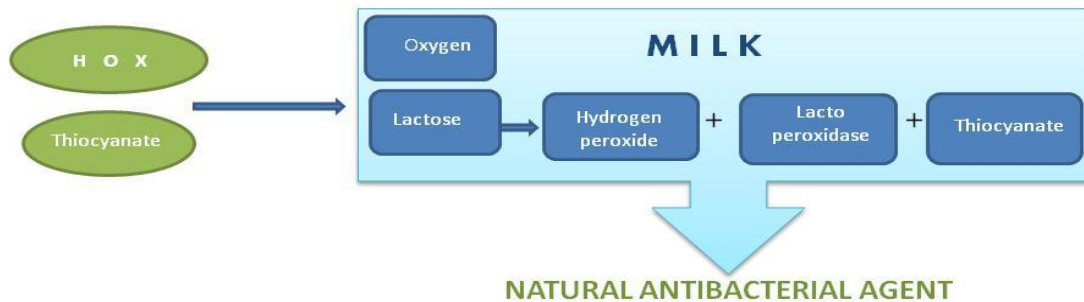 H O X
Thiocyanate
MILK
Oxygen
Lactose
Hydrogen
peroxide
+
Lacto
peroxidase
+
Thiocyanate
NATURAL ANTIBACTERIAL AGENT